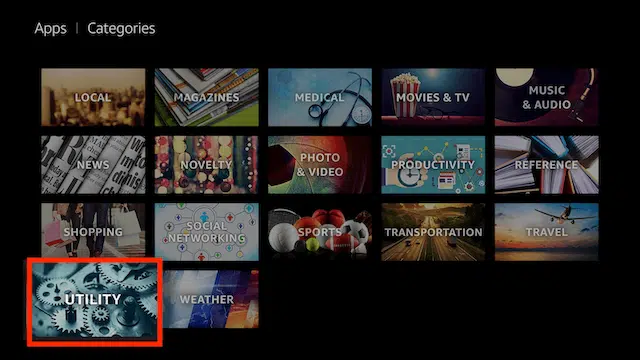 Apps | Categories
LOCAL
MAGAZINES
MEDICAL
MOVIES & TV
MUSIC
& AUDIO
NEWS
NOVELTY
PHOTO
& VIDEO
PRODUCTIVITY
REFERENCE
SHOPPING
SOCIAL
NETWORKING
SPORTS
TRANSPORTATION
TRAVEL
UTILITY
WEATHER